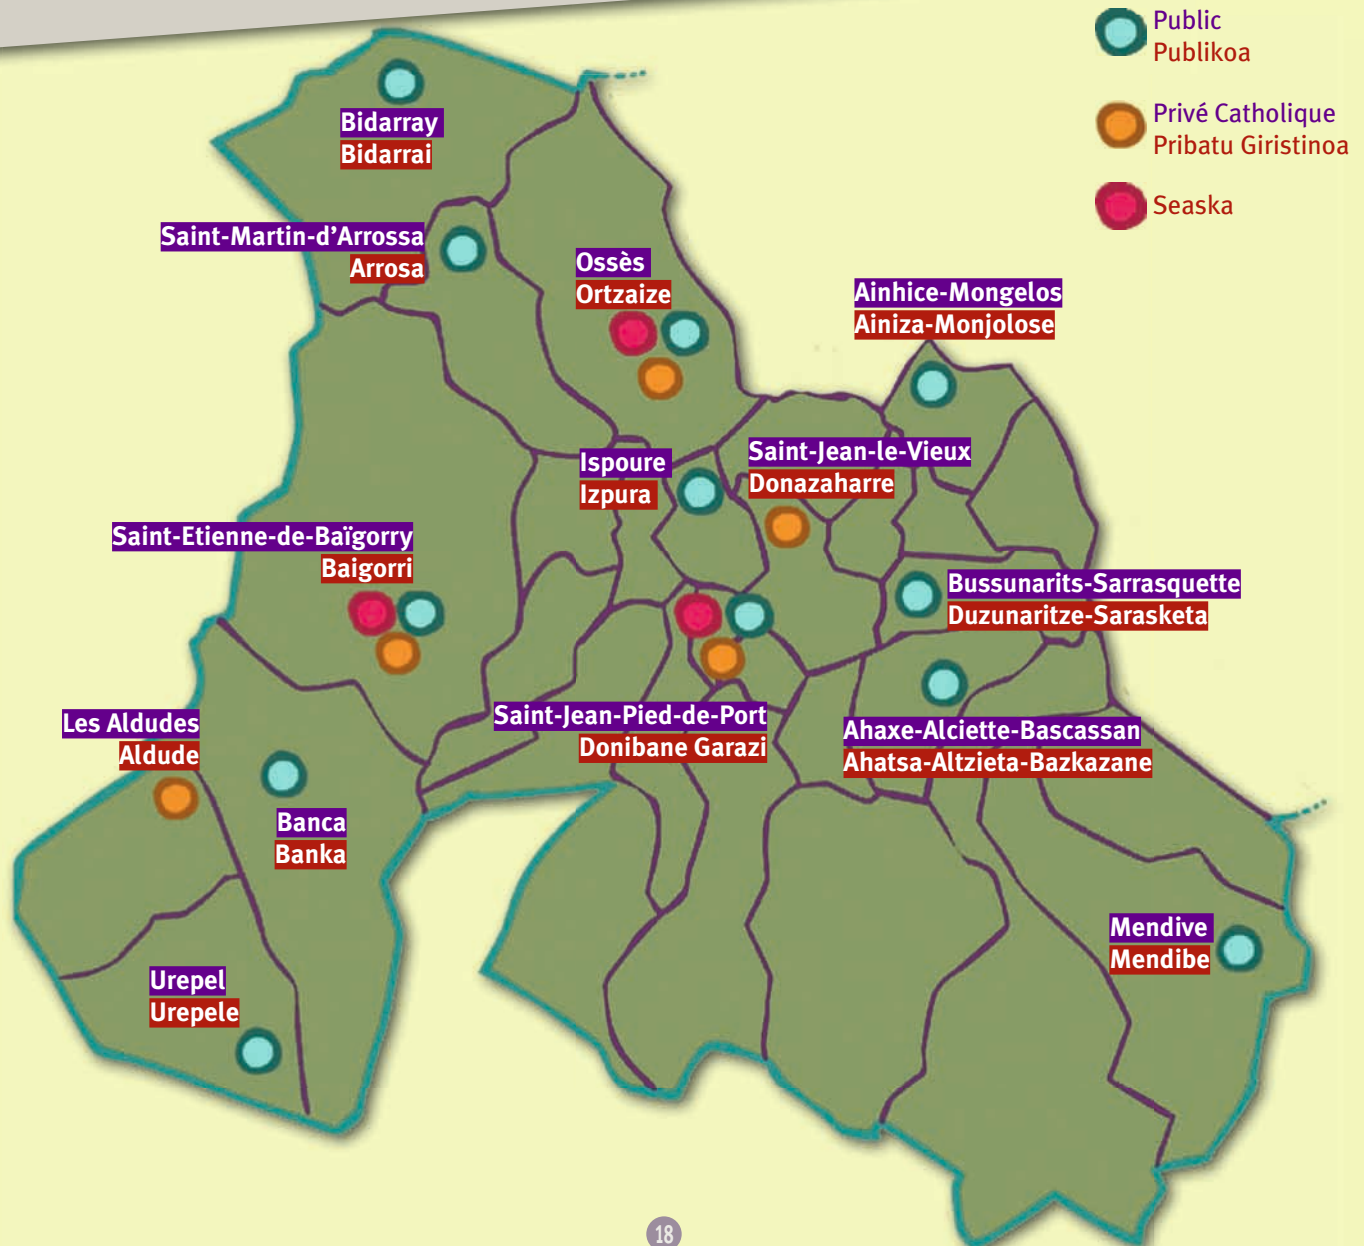 Public
Publikoa
Privé Catholique
Pribatu Giristinoa
Seaska
Bidarray
Bidarrai
Saint-Martin-d'Arrossa
Arrosa
Ossès
Ortzaize
Ainhice-Mongelos
Ainiza-Monjolose
Ispoure
Izpura
Saint-Jean-le-Vieux
Donazaharre
Saint-Etienne-de-Baïgorry
Baigorri
Bussunarits-Sarrasquette
Duzunaritze-Sarasketa
Les Aldudes
Aldude
Saint-Jean-Pied-de-Port
Donibane Garazi
Ahaxe-Alciette-Bascassan
Ahatsa-Altzieta-Bazkazane
Banca
Banka
Mendive
Mendibe
Urepel
Urepele
18